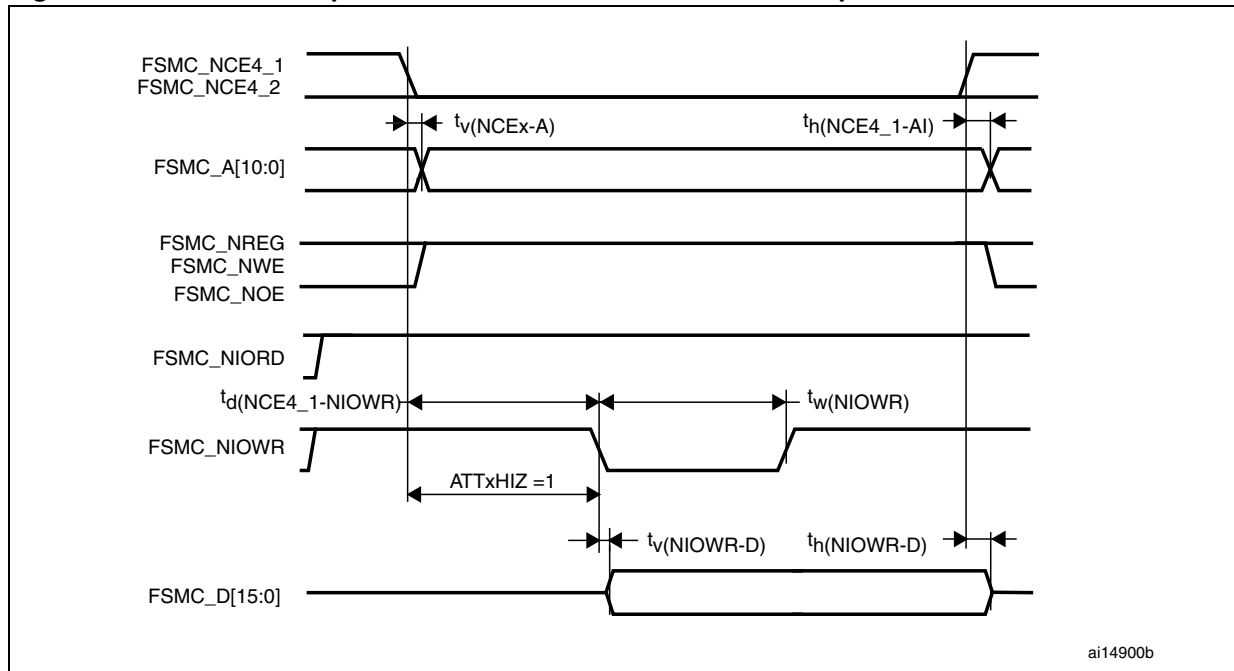 FSMC_NCE4_1
FSMC_NCE4_2
tv(NCEx-A)
th(NCE4_1-AI)
FSMC_A[10:0]
FSMC_NREG
FSMC_NWE
FSMC_NOE
FSMC_NIORD
td(NCE4_1-NIOWR)
tw(NIOWR)
FSMC_NIOWR
ATTxHIZ =1
tv(NIOWR-D)
th(NIOWR-D)
FSMC_D[15:0]
ai14900b